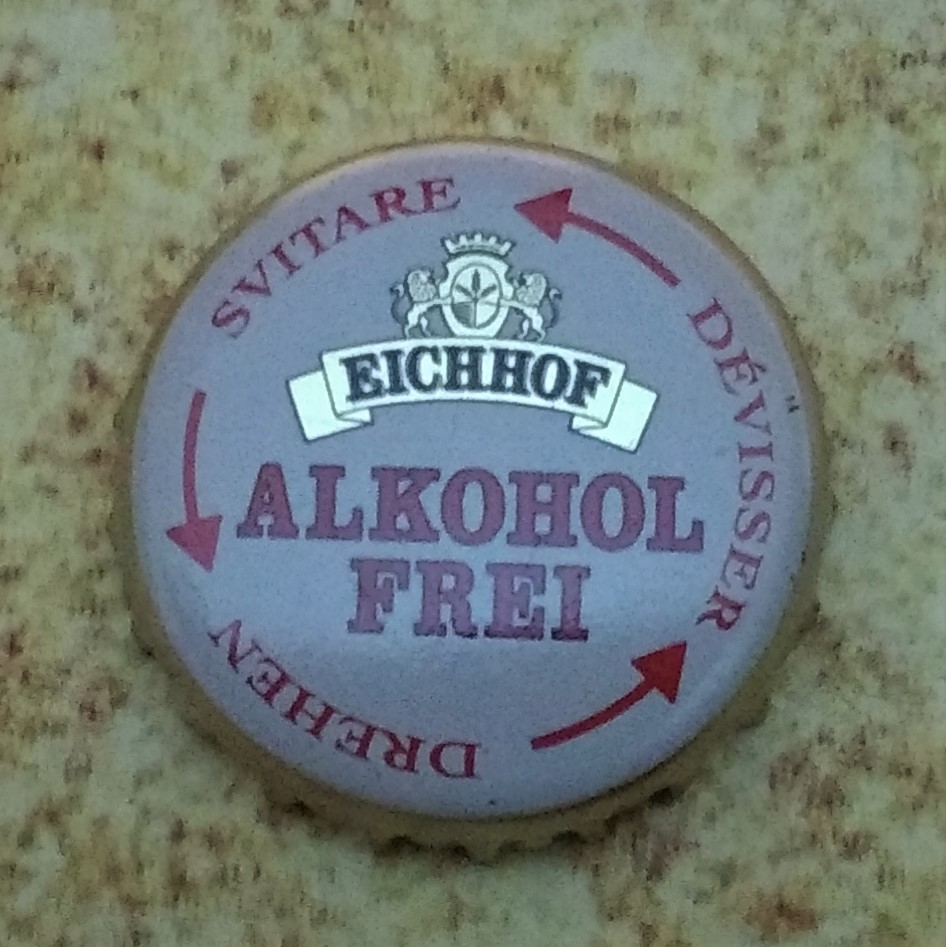 SVITARE
DÉVISSER
DREHEN
EICHHOF
ALKOHOL
FREI